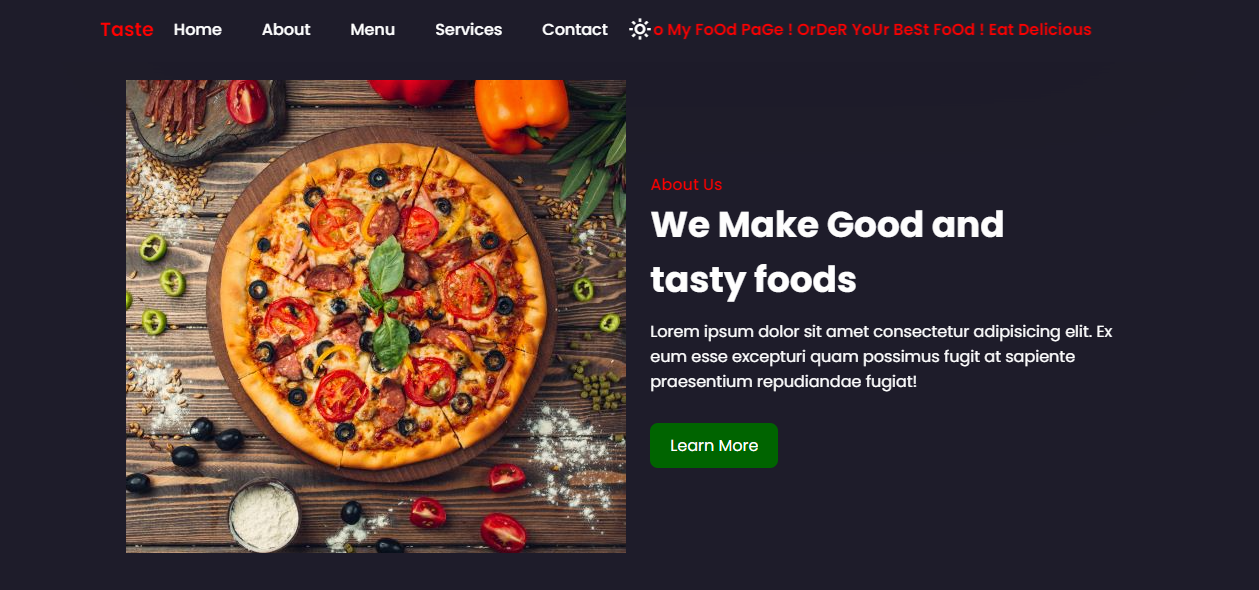 Taste Home About Menu Services Contact o My FoOd PaGe ! OrDeR YoUr BeSt FoOd ! Eat Delicious
About Us
We Make Good and
tasty foods
Lorem ipsum dolor sit amet consectetur adipisicing elit. Ex
eum esse excepturi quam possimus fugit at sapiente
praesentium repudiandae fugiat!
Learn More